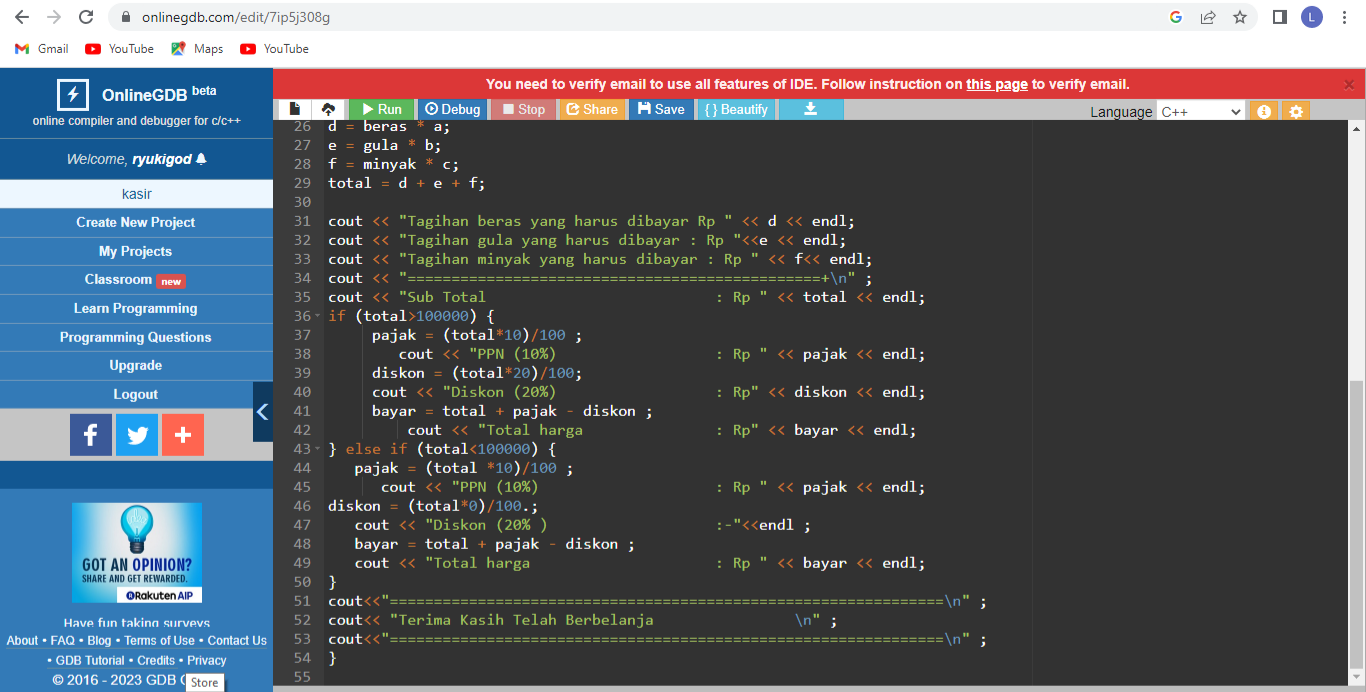 onlinegdb.com/edit/7ip5j308g
L
Gmail YouTube Maps YouTube
OnlineGDB beta
online compiler and debugger for c/c++
Welcome, ryukigod
kasir
Create New Project
My Projects
Classroom new
Learn Programming
Programming Questions
Upgrade
Logout
GOT AN OPINION?
SHARE AND GET REWARDED.
Rakuten AIP
Have fun taking surveys
About • FAQ • Blog • Terms of Use • Contact Us
• GDB Tutorial • Credits • Privacy
© 2016 - 2023 GDB
Store
You need to verify email to use all features of IDE. Follow instruction on this page to verify email. ×
Run Debug Stop Share Save { } Beautify Language C++
26 d = beras * a;
27 e = gula * b;
28 f = minyak * c;
29 total = d + e + f;
30
31 cout << "Tagihan beras yang harus dibayar Rp " << d << endl;
32 cout << "Tagihan gula yang harus dibayar : Rp "<<e << endl;
33 cout << "Tagihan minyak yang harus dibayar : Rp " << f<< endl;
34 cout << "===============================================+\n" ;
35 cout << "Sub Total                          : Rp " << total << endl;
36 if (total>100000) {
37      pajak = (total*10)/100 ;
38         cout << "PPN (10%)                  : Rp " << pajak << endl;
39      diskon = (total*20)/100;
40      cout << "Diskon (20%)                  : Rp" << diskon << endl;
41      bayar = total + pajak - diskon ;
42          cout << "Total harga               : Rp" << bayar << endl;
43 } else if (total<100000) {
44    pajak = (total *10)/100 ;
45       cout << "PPN (10%)                    : Rp " << pajak << endl;
46 diskon = (total*0)/100.;
47    cout << "Diskon (20% )                   :-"<<endl ;
48    bayar = total + pajak - diskon ;
49    cout << "Total harga                     : Rp " << bayar << endl;
50 }
51 cout<<"===============================================================\n" ;
52 cout<< "Terima Kasih Telah Berbelanja                \n" ;
53 cout<<"===============================================================\n" ;
54 }
55